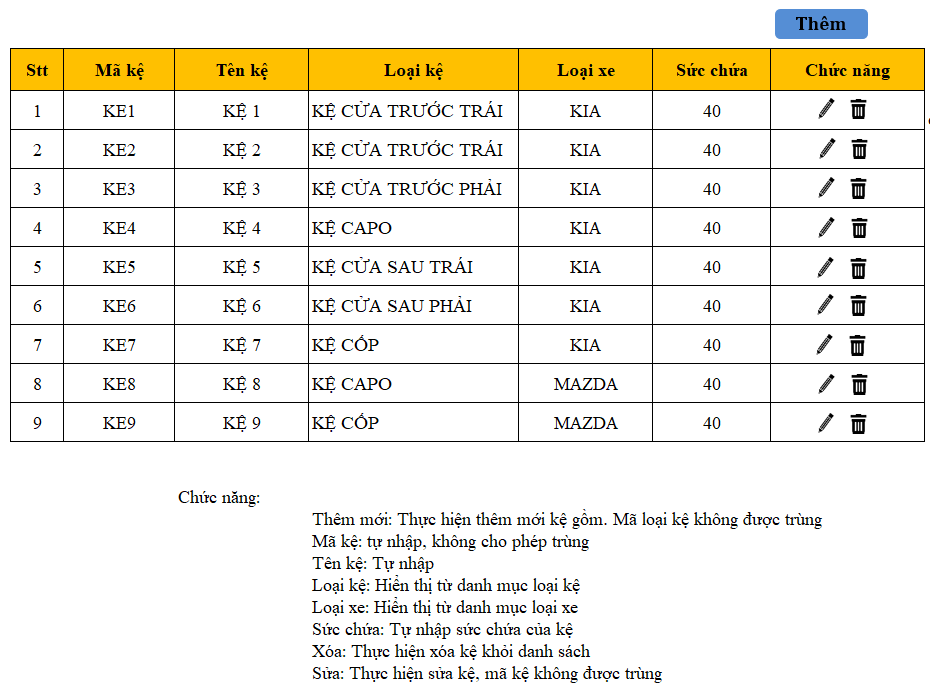 Thêm
Stt Mã kệ Tên kệ Loại kệ Loại xe Sức chứa Chức năng
1 KE1 KỆ 1 KỆ CỬA TRƯỚC TRÁI KIA 40
2 KE2 KỆ 2 KỆ CỬA TRƯỚC TRÁI KIA 40
3 KE3 KỆ 3 KỆ CỬA TRƯỚC PHẢI KIA 40
4 KE4 KỆ 4 KỆ CAPO KIA 40
5 KE5 KỆ 5 KỆ CỬA SAU TRÁI KIA 40
6 KE6 KỆ 6 KỆ CỬA SAU PHẢI KIA 40
7 KE7 KỆ 7 KỆ CỐP KIA 40
8 KE8 KỆ 8 KỆ CAPO MAZDA 40
9 KE9 KỆ 9 KỆ CỐP MAZDA 40
Chức năng:
Thêm mới: Thực hiện thêm mới kệ gồm. Mã loại kệ không được trùng
Mã kệ: tự nhập, không cho phép trùng
Tên kệ: Tự nhập
Loại kệ: Hiển thị từ danh mục loại kệ
Loại xe: Hiển thị từ danh mục loại xe
Sức chứa: Tự nhập sức chứa của kệ
Xóa: Thực hiện xóa kệ khỏi danh sách
Sửa: Thực hiện sửa kệ, mã kệ không được trùng